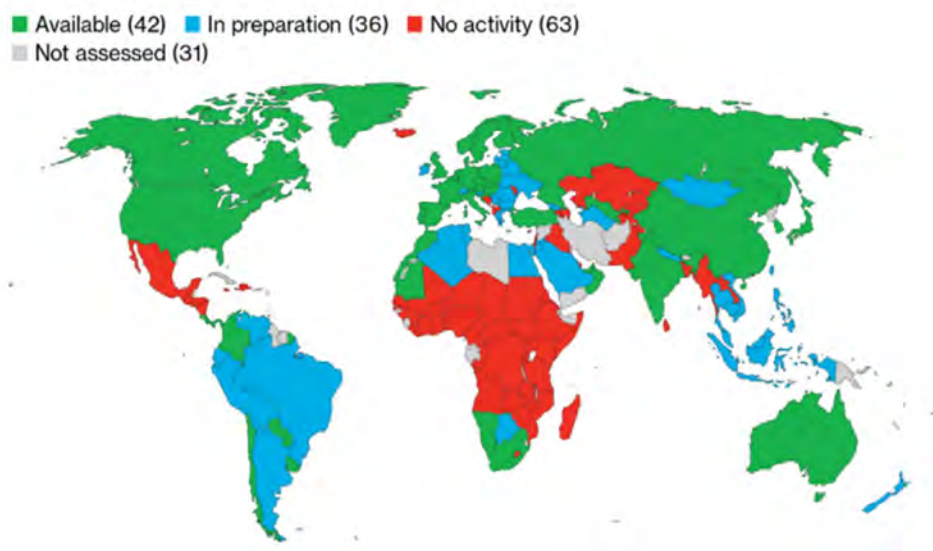 Available (42) In preparation (36) No activity (63)
Not assessed (31)